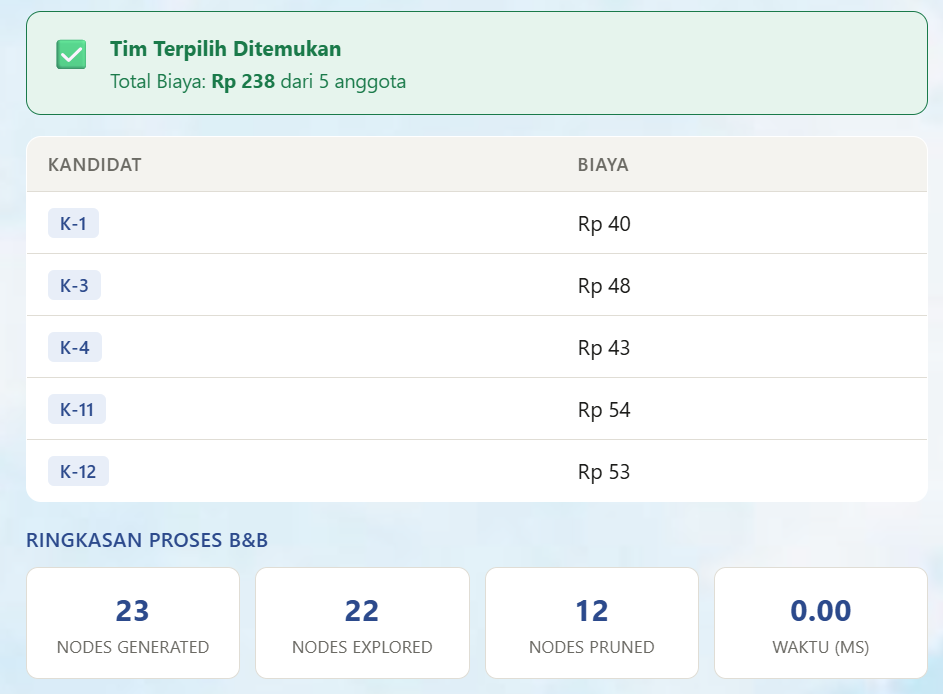 Tim Terpilih Ditemukan
Total Biaya: Rp 238 dari 5 anggota
KANDIDAT BIAYA
K-1 Rp 40
K-3 Rp 48
K-4 Rp 43
K-11 Rp 54
K-12 Rp 53
RINGKASAN PROSES B&B
23 22 12 0.00
NODES GENERATED NODES EXPLORED NODES PRUNED WAKTU (MS)